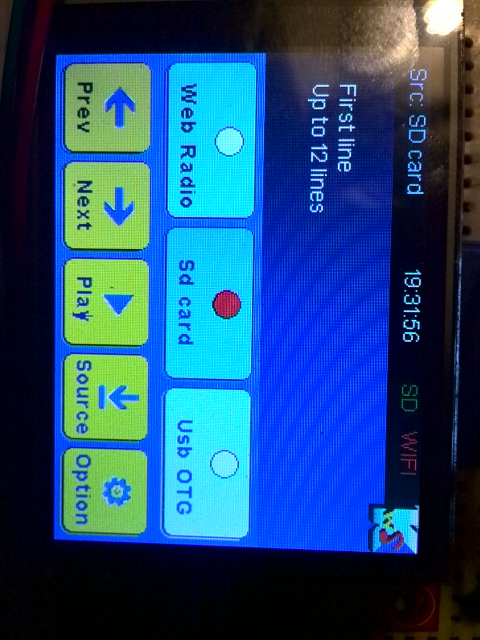 Src: SD card 19:31:56 SD WIFI
First line
Up to 12 lines
Web Radio Sd card Usb OTG
Prev Next Play Source Option